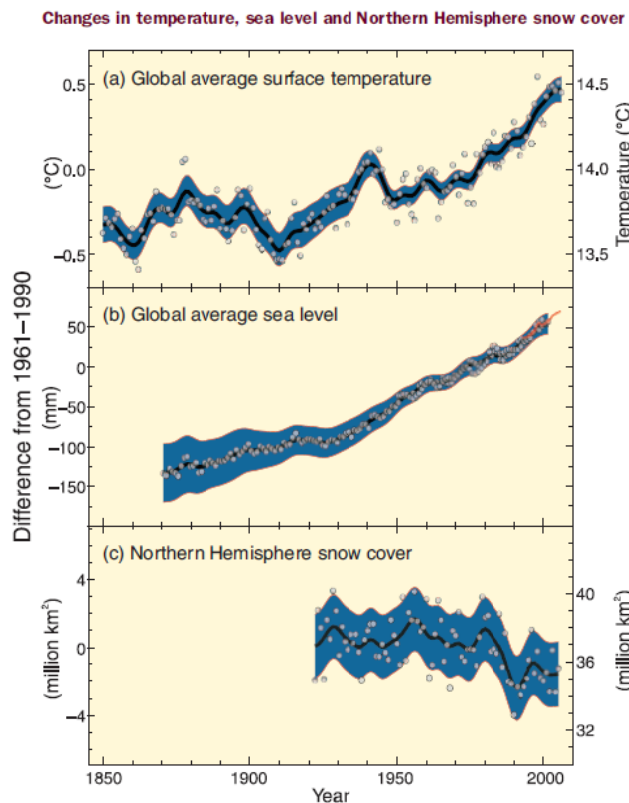 Changes in temperature, sea level and Northern Hemisphere snow cover
(a) Global average surface temperature
0.5
0.0
−0.5
(°C)
14.5
14.0
13.5
Temperature (°C)
(b) Global average sea level
50
0
−50
−100
−150
(mm)
Difference from 1961–1990
(c) Northern Hemisphere snow cover
4
0
−4
(million km²)
40
36
32
(million km²)
1850
1900
1950
2000
Year